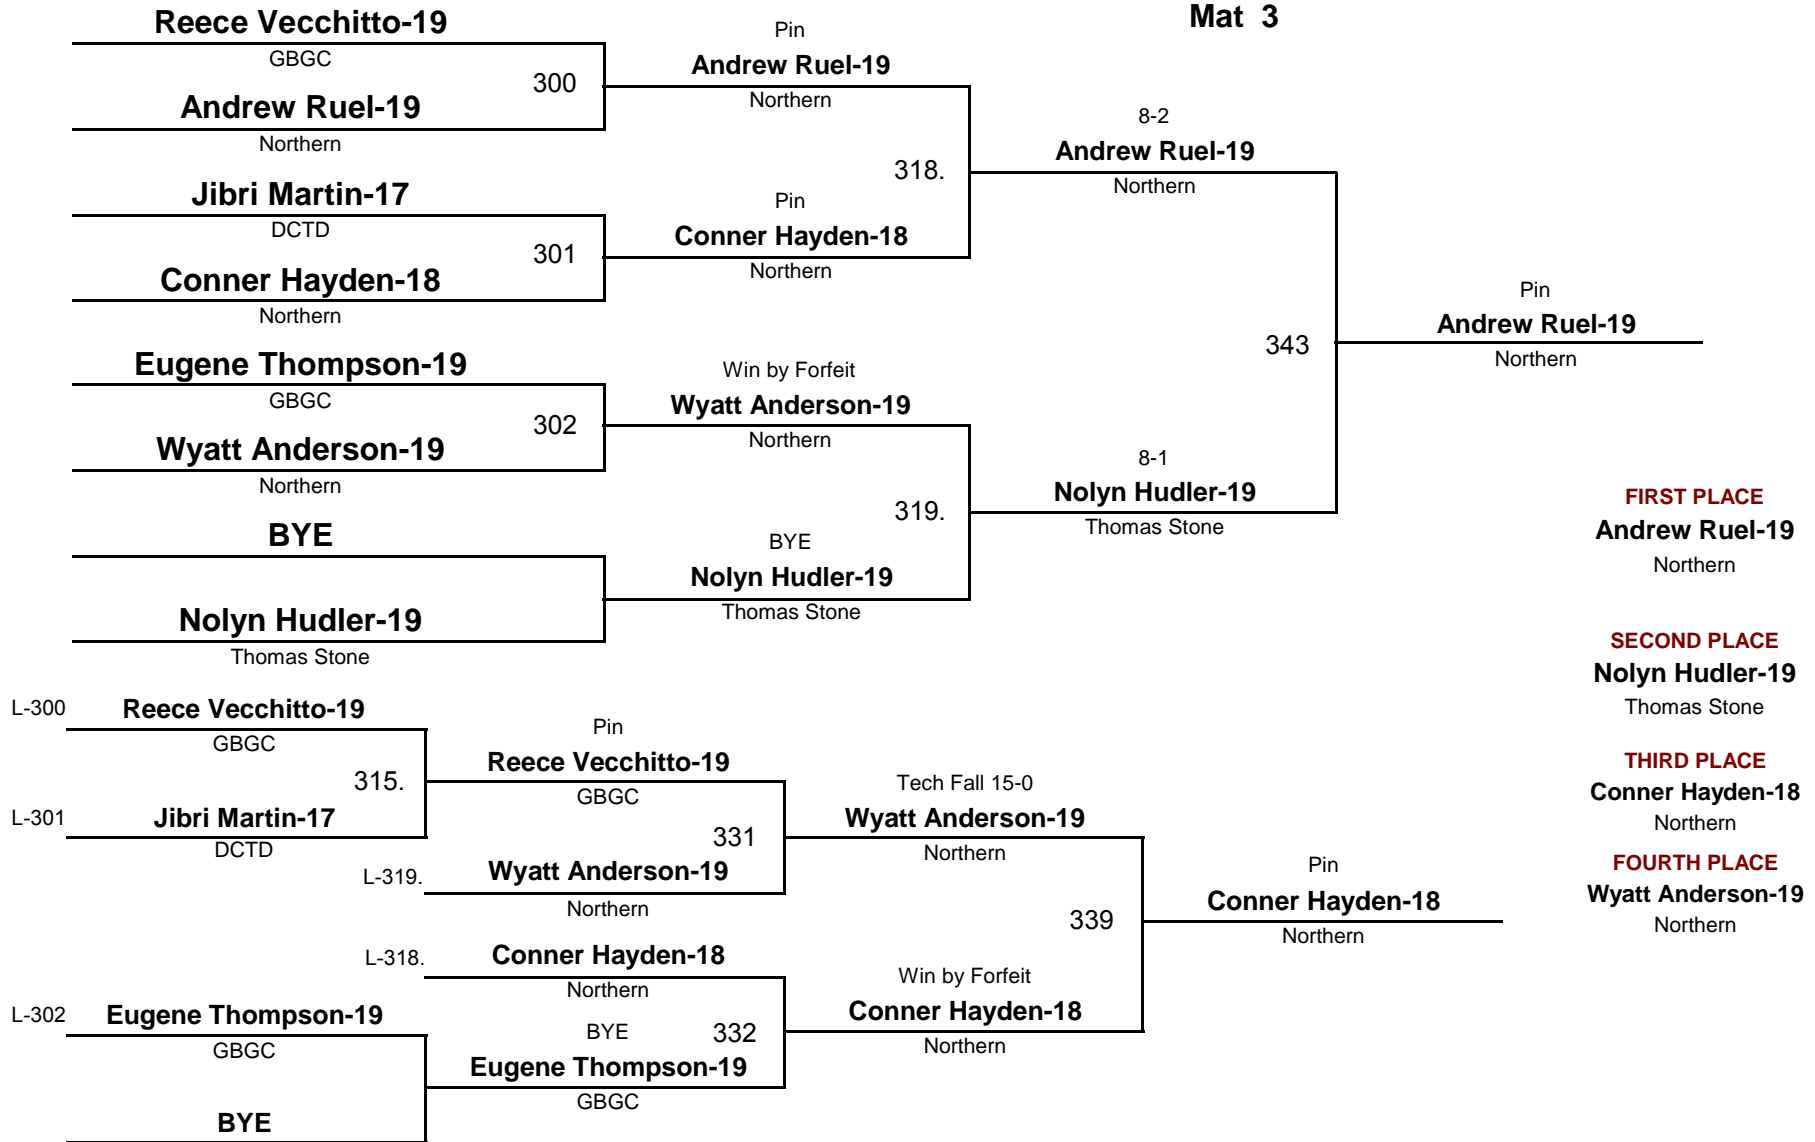 Mat 3
Reece Vecchitto-19
GBGC
300
Andrew Ruel-19
Northern
Jibri Martin-17
DCTD
301
Conner Hayden-18
Northern
Eugene Thompson-19
GBGC
302
Wyatt Anderson-19
Northern
BYE
Nolyn Hudler-19
Thomas Stone
Pin
Andrew Ruel-19
Northern
318.
Pin
Conner Hayden-18
Northern
Win by Forfeit
Wyatt Anderson-19
Northern
319.
BYE
Nolyn Hudler-19
Thomas Stone
8-2
Andrew Ruel-19
Northern
343
8-1
Nolyn Hudler-19
Thomas Stone
Pin
Andrew Ruel-19
Northern
FIRST PLACE
Andrew Ruel-19
Northern
SECOND PLACE
Nolyn Hudler-19
Thomas Stone
THIRD PLACE
Conner Hayden-18
Northern
FOURTH PLACE
Wyatt Anderson-19
Northern
L-300
Reece Vecchitto-19
GBGC
315.
L-301
Jibri Martin-17
DCTD
Pin
Reece Vecchitto-19
GBGC
331
L-319.
Wyatt Anderson-19
Northern
L-318.
Conner Hayden-18
Northern
L-302
Eugene Thompson-19
GBGC
BYE
BYE
332
Eugene Thompson-19
GBGC
Tech Fall 15-0
Wyatt Anderson-19
Northern
339
Win by Forfeit
Conner Hayden-18
Northern
Pin
Conner Hayden-18
Northern